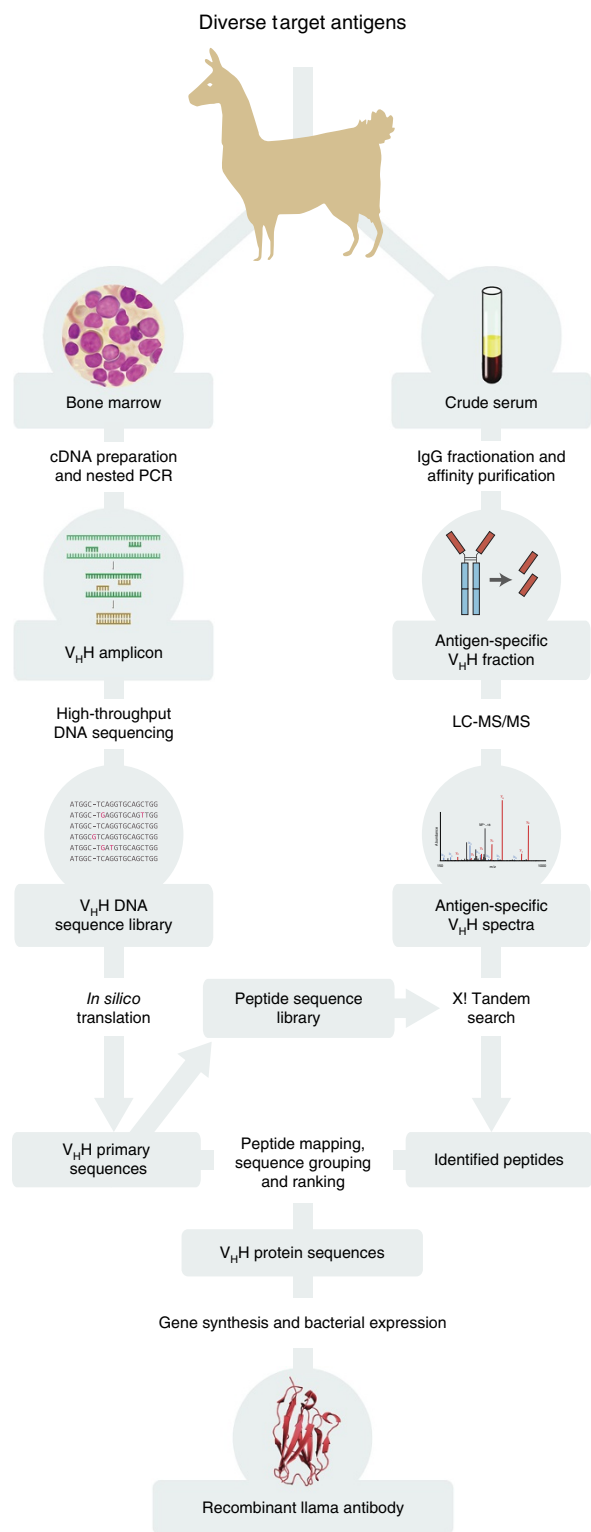 Diverse target antigens
Bone marrow
Crude serum
cDNA preparation
and nested PCR
IgG fractionation and
affinity purification
VHH amplicon
Antigen-specific
VHH fraction
High-throughput
DNA sequencing
LC-MS/MS
ATGGC-TCAGGTGCAGCTGG
ATGGC-TGAGGTGCAGTTGG
ATGGC-TCAGGTGCAGCTGG
ATGGCGTCAGGTGCAGCTGG
ATGGC-TGATGTGCAGCTGG
ATGGC-TCAGGTGCAGCTGG
VHH DNA
sequence library
Antigen-specific
VHH spectra
In silico
translation
Peptide sequence
library
X! Tandem
search
VHH primary
sequences
Peptide mapping,
sequence grouping
and ranking
Identified peptides
VHH protein sequences
Gene synthesis and bacterial expression
Recombinant llama antibody